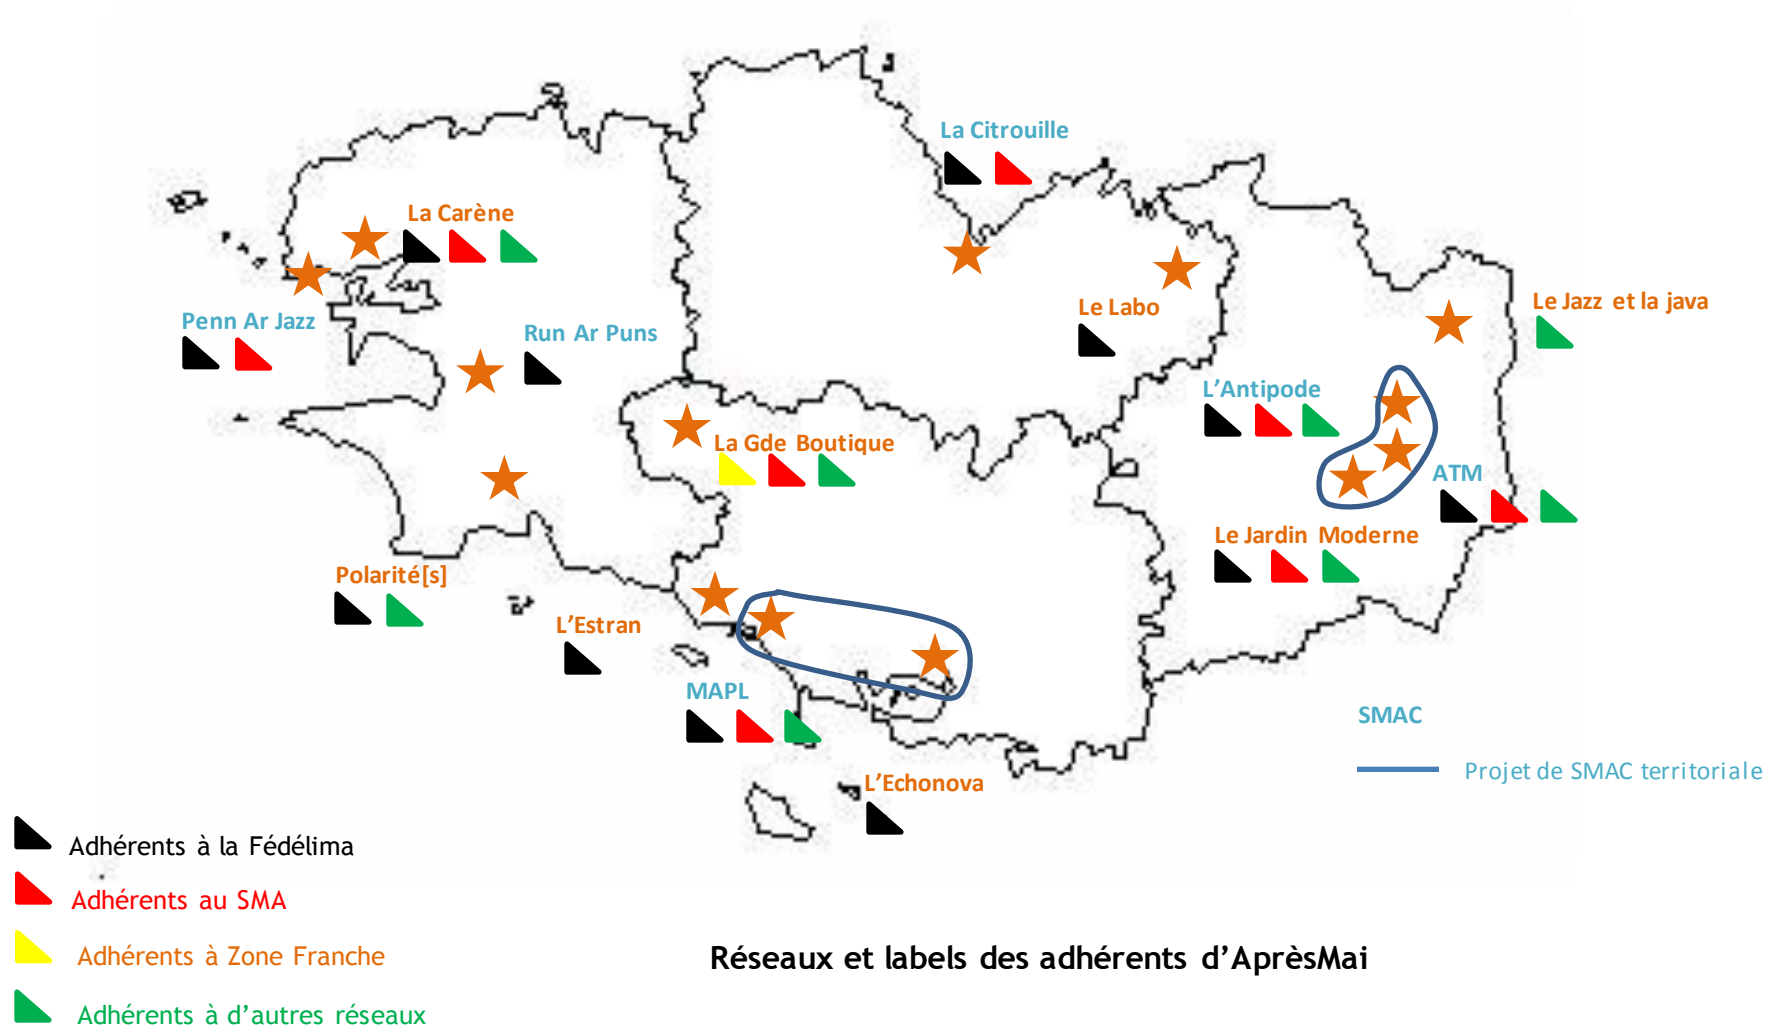 La Citrouille
La Carène
Le Labo
Le Jazz et la java
Penn Ar Jazz
Run Ar Puns
L'Antipode
La Gde Boutique
ATM
Le Jardin Moderne
Polarité[s]
L'Estran
MAPL
SMAC
Projet de SMAC territoriale
L'Echonova
Adhérents à la Fédélima
Adhérents au SMA
Adhérents à Zone Franche
Adhérents à d'autres réseaux
Réseaux et labels des adhérents d'AprèsMai